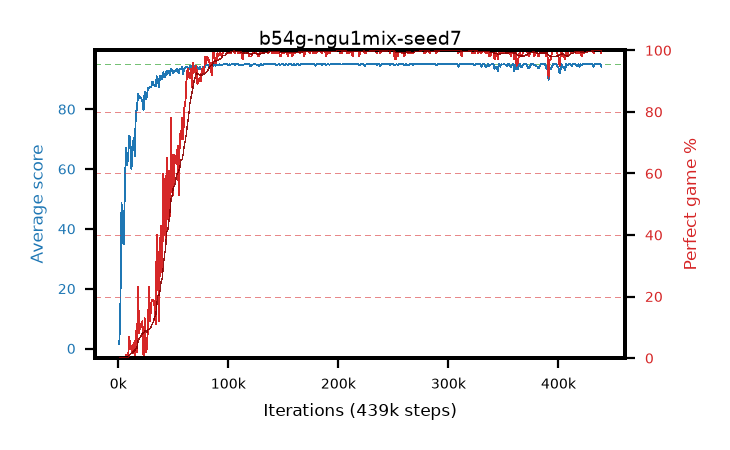 b54g-ngu1mix-seed7
100
80
80
60
60
40
40
20
20
0
0
Average score
Perfect game %
0k 100k 200k 300k 400k
Iterations (439k steps)